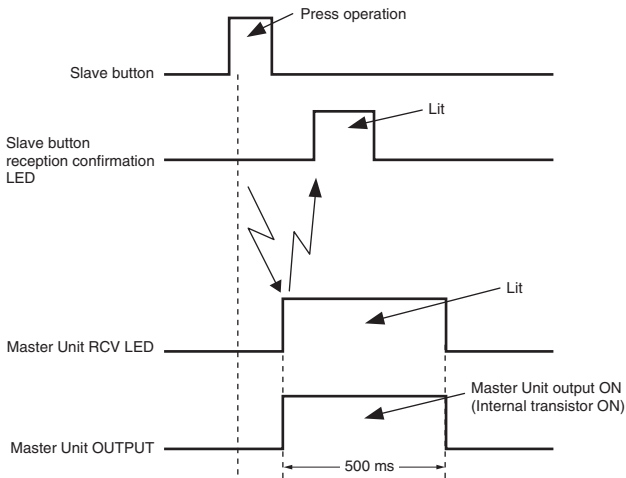 Press operation
Slave button
Lit
Slave button
reception confirmation
LED
Lit
Master Unit RCV LED
Master Unit output ON
(Internal transistor ON)
Master Unit OUTPUT
500 ms